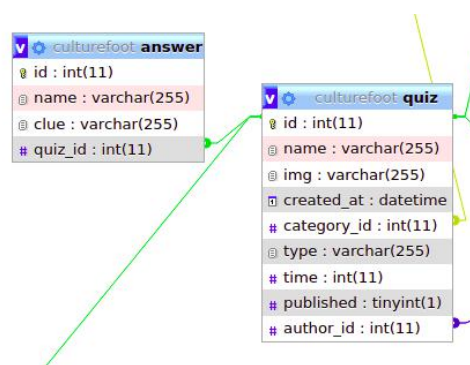 v culturefoot answer
id : int(11)
name : varchar(255)
clue : varchar(255)
# quiz_id : int(11)
v culturefoot quiz
id : int(11)
name : varchar(255)
img : varchar(255)
created_at : datetime
# category_id : int(11)
type : varchar(255)
# time : int(11)
# published : tinyint(1)
# author_id : int(11)